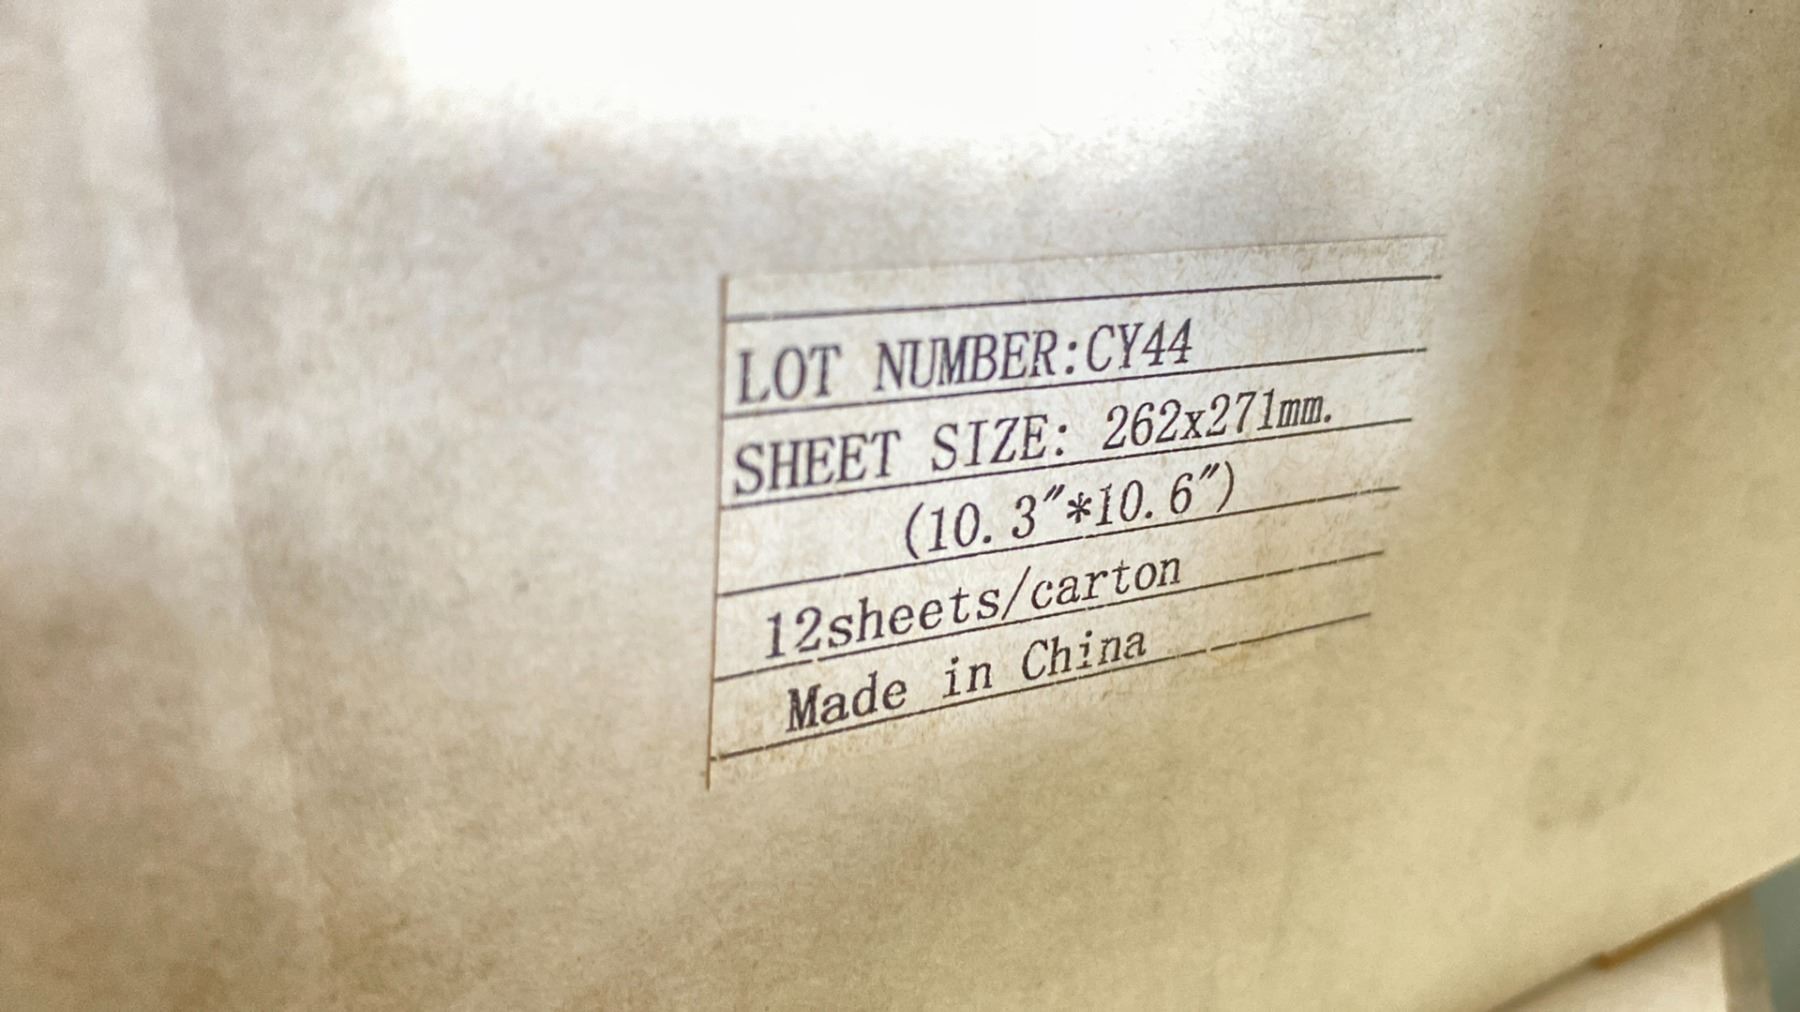 LOT NUMBER:CY44
SHEET SIZE: 262x271mm.
(10.3"*10.6")
12sheets/carton
Made in China